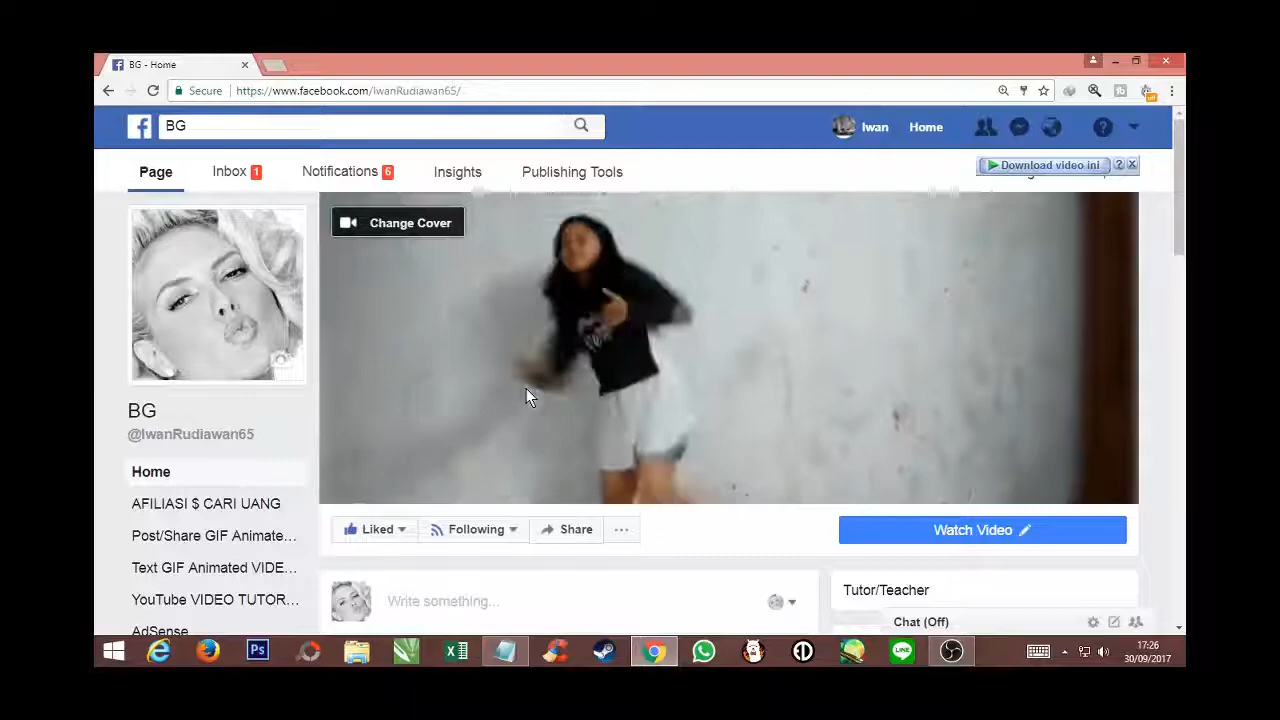 BG - Home
Secure https://www.facebook.com/IwanRudiawan65/
BG
Iwan
Home
Page
Inbox 1
Notifications 6
Insights
Publishing Tools
Download video ini
Change Cover
BG
@IwanRudiawan65
Home
AFILIASI $ CARI UANG
Post/Share GIF Animate...
Text GIF Animated VIDE...
YouTube VIDEO TUTOR...
AdSense
Liked
Following
Share
Watch Video
Write something...
Tutor/Teacher
Chat (Off)
Ps
LINE
17:26
30/09/2017